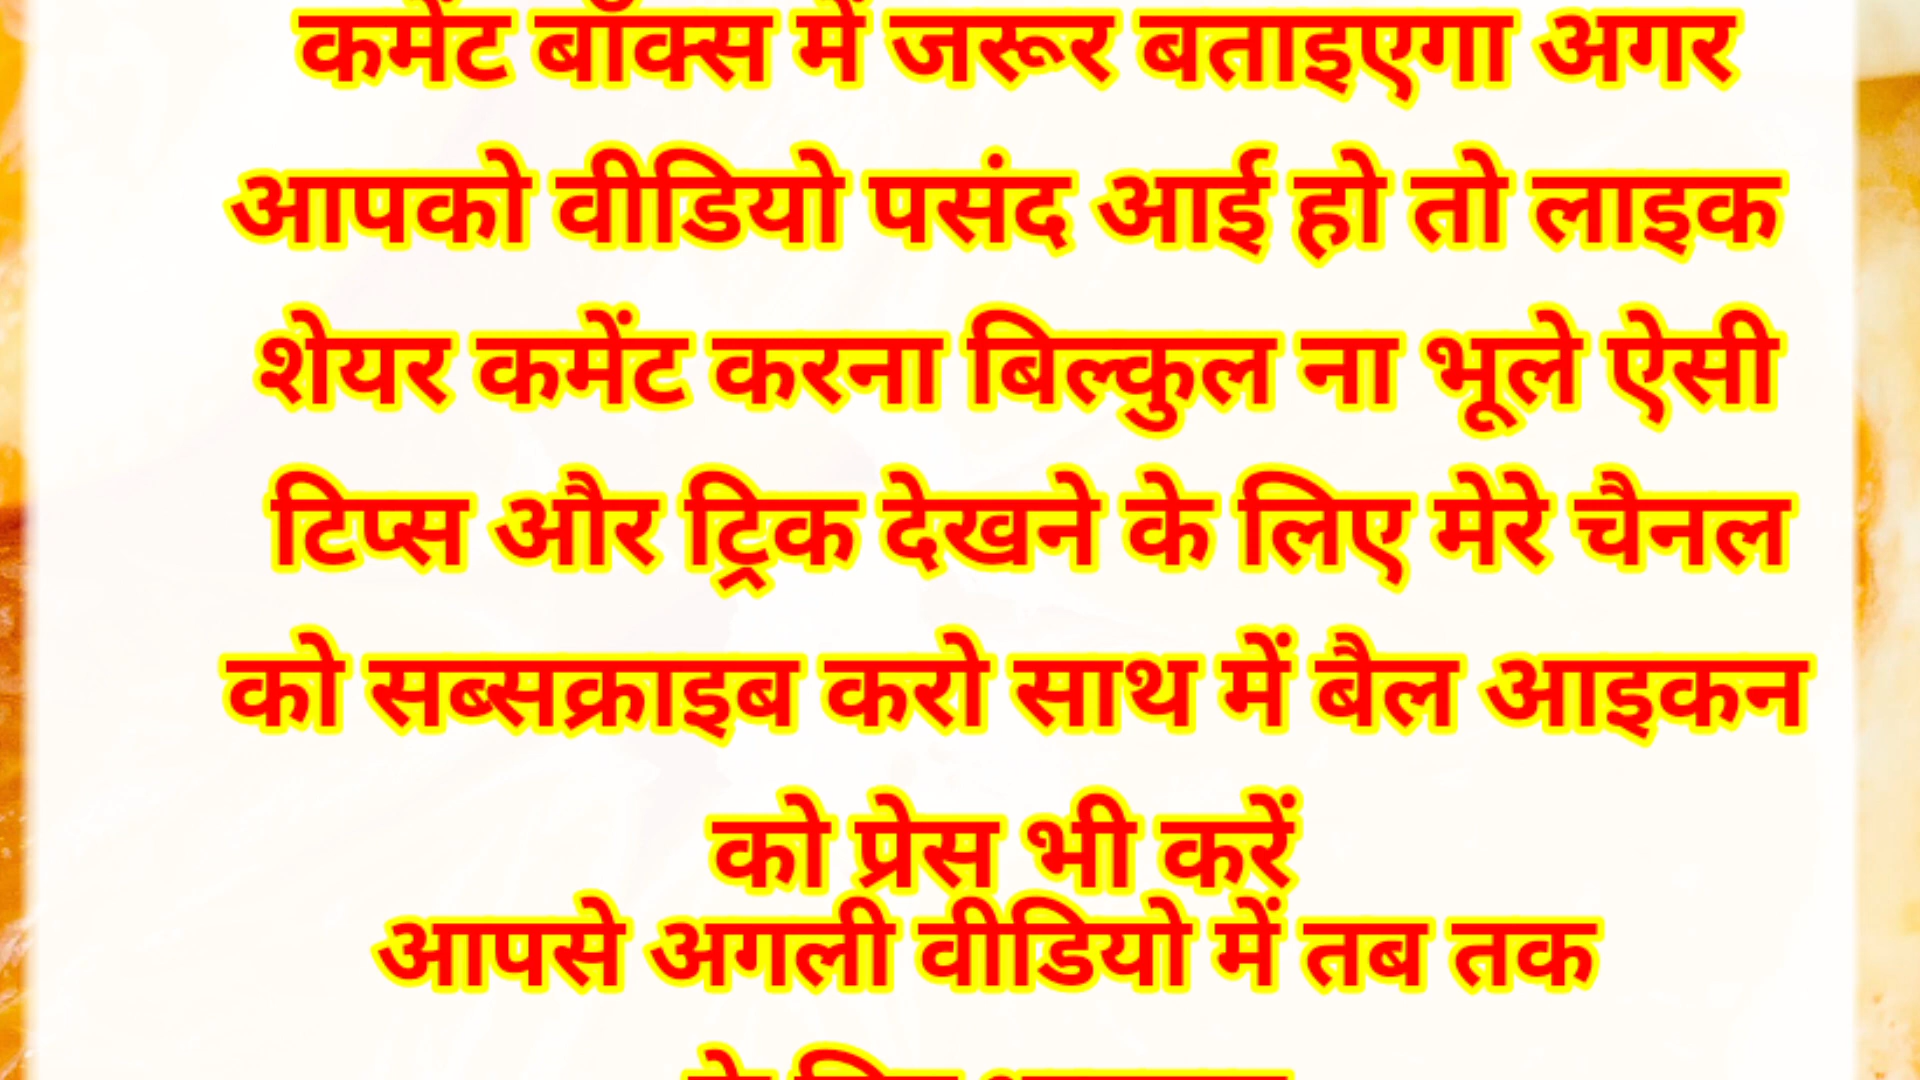 कमेंट बॉक्स में जरूर बताइएगा अगर
आपको वीडियो पसंद आई हो तो लाइक
शेयर कमेंट करना बिल्कुल ना भूले ऐसी
टिप्स और ट्रिक देखने के लिए मेरे चैनल
को सब्सक्राइब करो साथ में बैल आइकन
को प्रेस भी करें
आपसे अगली वीडियो में तब तक